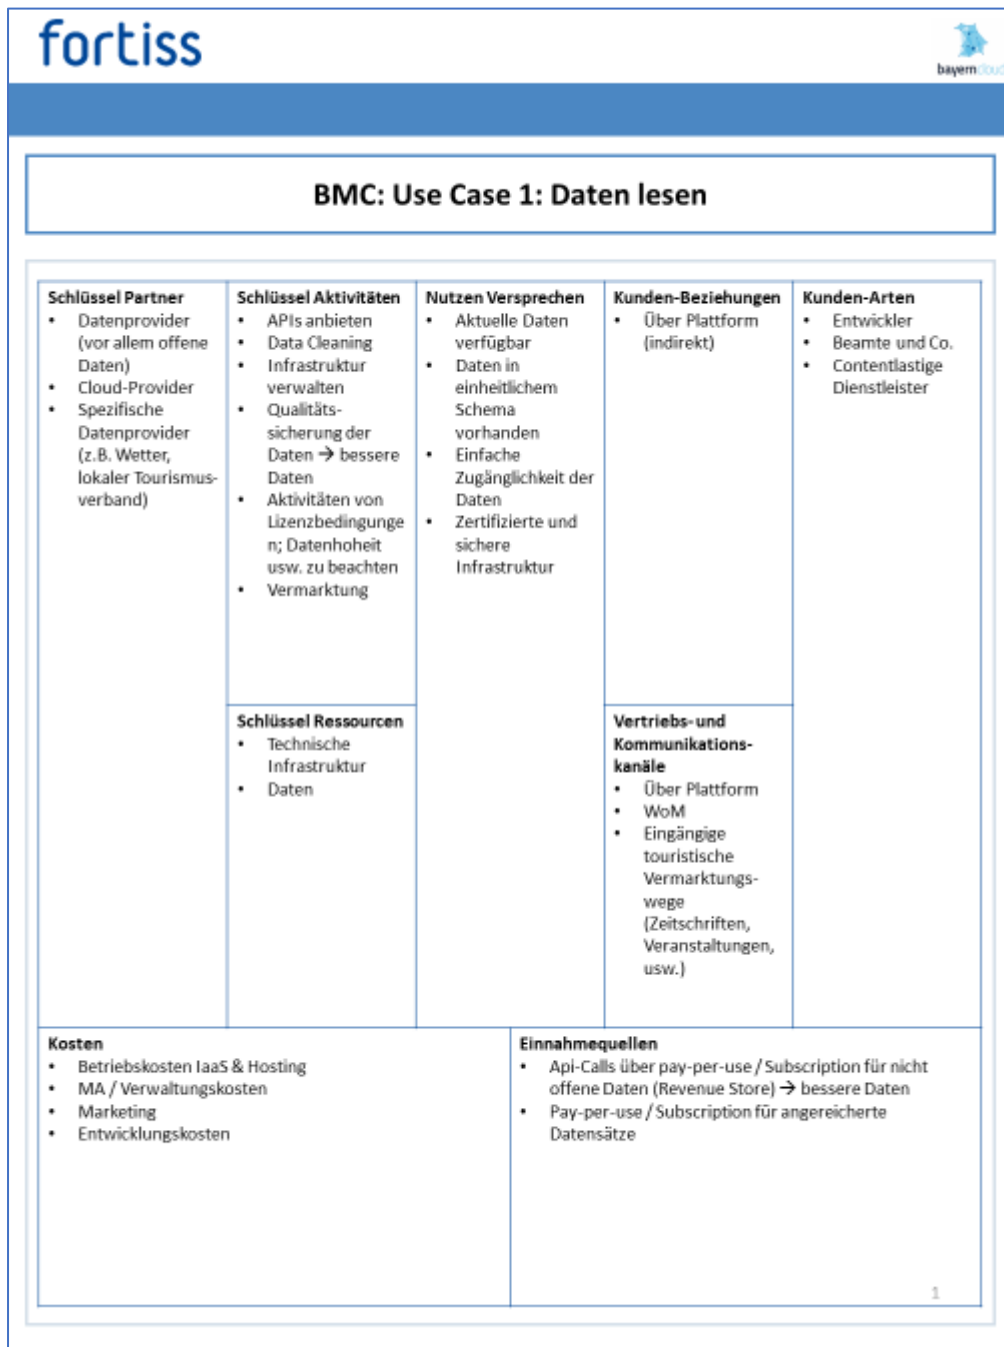 fortiss
bayerncloud
BMC: Use Case 1: Daten lesen
Schlüssel Partner
• Datenprovider
(vor allem offene
Daten)
• Cloud-Provider
• Spezifische
Datenprovider
(z.B. Wetter,
lokaler Tourismus-
verband)
Schlüssel Aktivitäten
• APIs anbieten
• Data Cleaning
• Infrastruktur
verwalten
• Qualitäts-
sicherung der
Daten → bessere
Daten
• Aktivitäten von
Lizenzbedingunge
n; Datenhoheit
usw. zu beachten
• Vermarktung
Schlüssel Ressourcen
• Technische
Infrastruktur
• Daten
Nutzen Versprechen
• Aktuelle Daten
verfügbar
• Daten in
einheitlichem
Schema
vorhanden
• Einfache
Zugänglichkeit der
Daten
• Zertifizierte und
sichere
Infrastruktur
Kunden-Beziehungen
• Über Plattform
(indirekt)
Vertriebs- und
Kommunikations-
kanäle
• Über Plattform
• WoM
• Eingängige
touristische
Vermarktungs-
wege
(Zeitschriften,
Veranstaltungen,
usw.)
Kunden-Arten
• Entwickler
• Beamte und Co.
• Contentlastige
Dienstleister
Kosten
• Betriebskosten IaaS & Hosting
• MA / Verwaltungskosten
• Marketing
• Entwicklungskosten
Einnahmequellen
• Api-Calls über pay-per-use / Subscription für nicht
offene Daten (Revenue Store) → bessere Daten
• Pay-per-use / Subscription für angereicherte
Datensätze
1